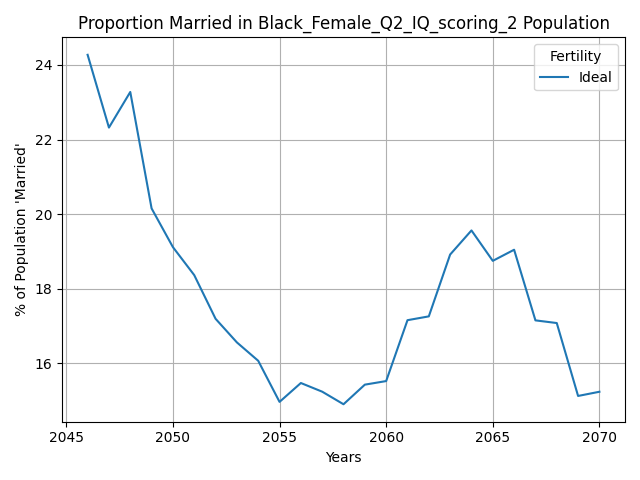 Proportion Married in Black_Female_Q2_IQ_scoring_2 Population
Fertility
Ideal
% of Population 'Married'
24
22
20
18
16
2045
2050
2055
2060
2065
2070
Years